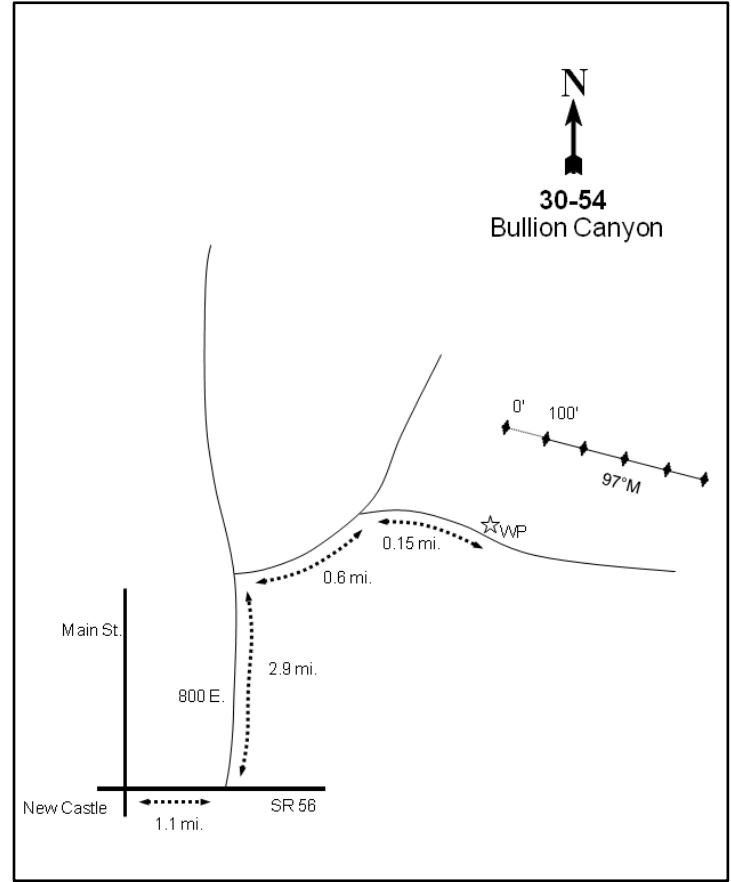 N
30-54
Bullion Canyon
0'
100'
97°M
WP
0.15 mi.
0.6 mi.
Main St.
2.9 mi.
800 E.
New Castle
SR 56
1.1 mi.